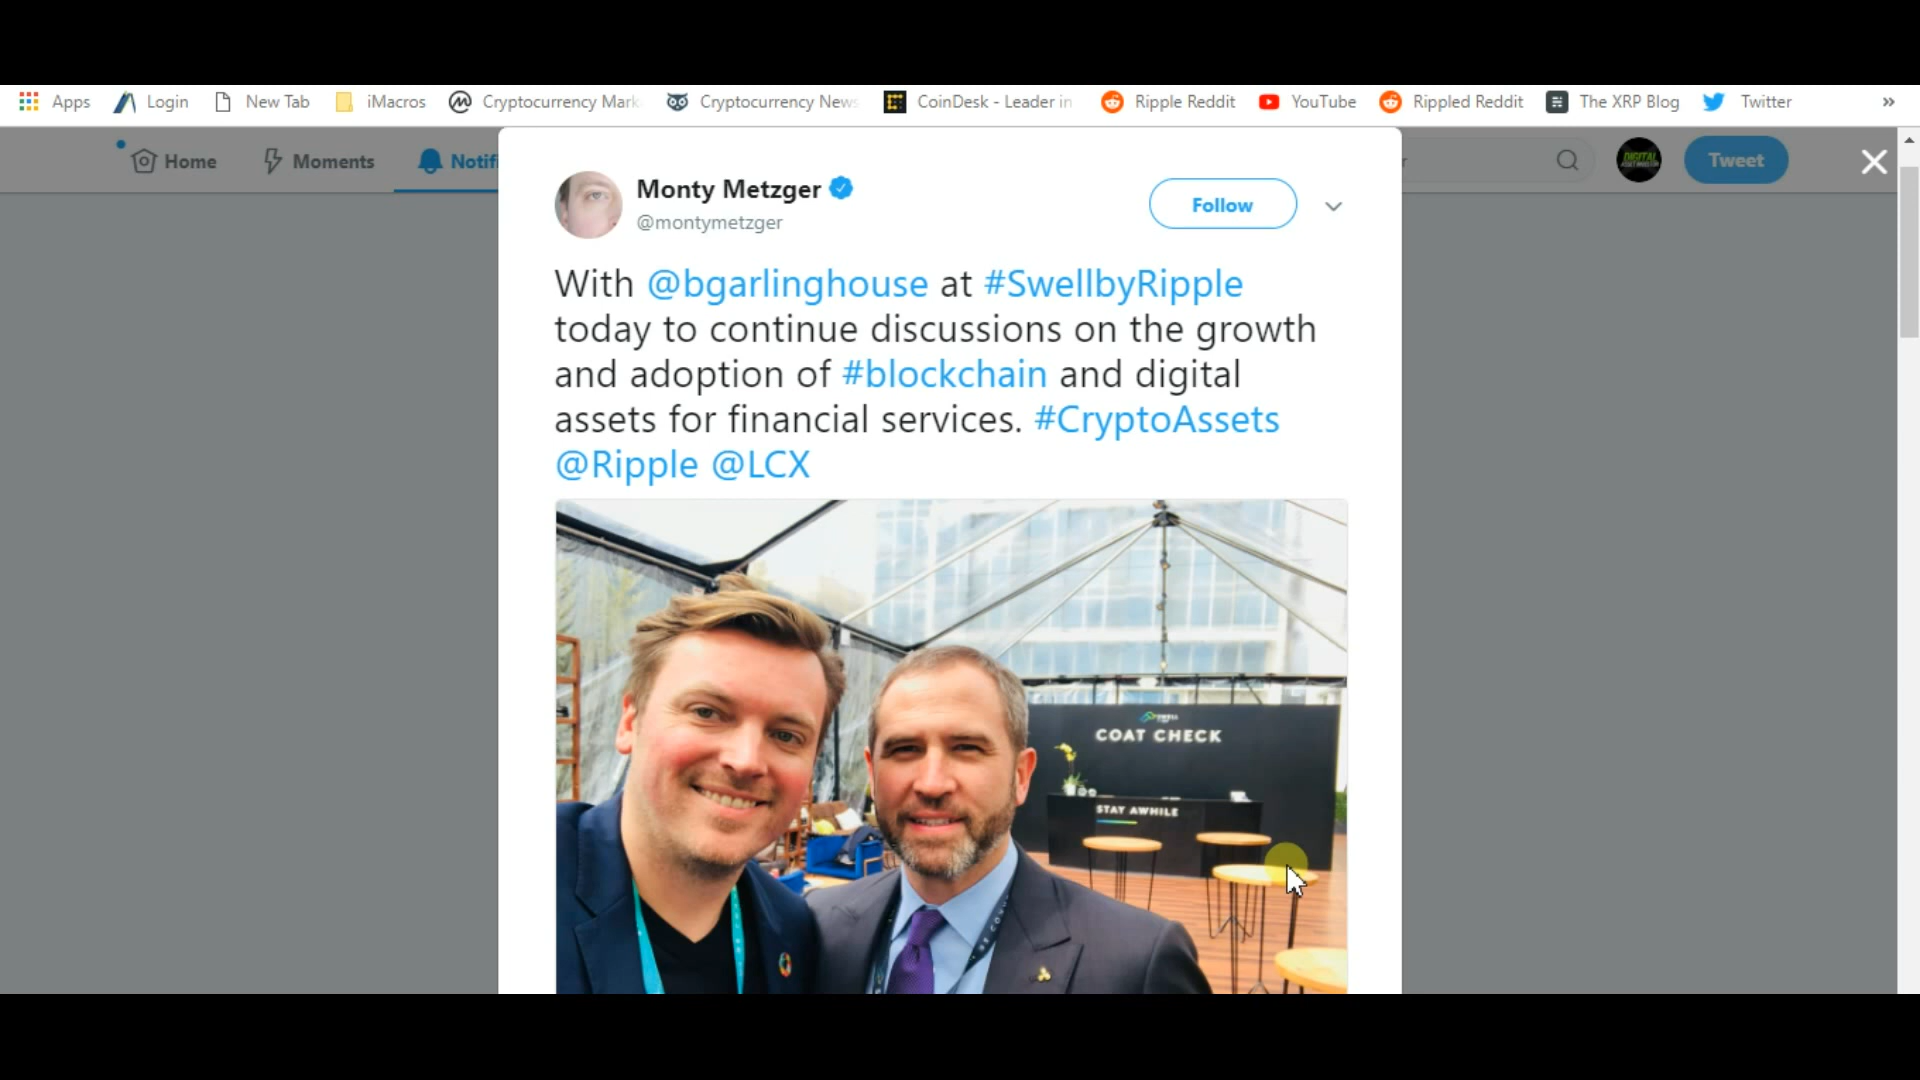 Apps Login New Tab iMacros Cryptocurrency Mark Cryptocurrency News CoinDesk - Leader in Ripple Reddit YouTube Rippled Reddit The XRP Blog Twitter »
Home Moments Notifi Tweet
Monty Metzger
@montymetzger
Follow
With @bgarlinghouse at #SwellbyRipple
today to continue discussions on the growth
and adoption of #blockchain and digital
assets for financial services. #CryptoAssets
@Ripple @LCX
SWELL
COAT CHECK
STAY AWHILE